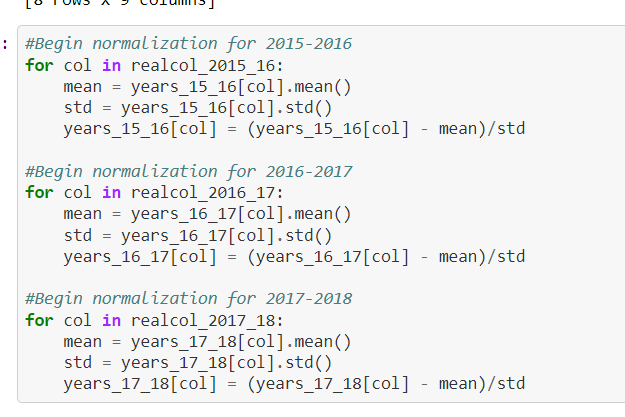 [8 rows x 9 columns]
: #Begin normalization for 2015-2016
for col in realcol_2015_16:
    mean = years_15_16[col].mean()
    std = years_15_16[col].std()
    years_15_16[col] = (years_15_16[col] - mean)/std

#Begin normalization for 2016-2017
for col in realcol_2016_17:
    mean = years_16_17[col].mean()
    std = years_16_17[col].std()
    years_16_17[col] = (years_16_17[col] - mean)/std

#Begin normalization for 2017-2018
for col in realcol_2017_18:
    mean = years_17_18[col].mean()
    std = years_17_18[col].std()
    years_17_18[col] = (years_17_18[col] - mean)/std